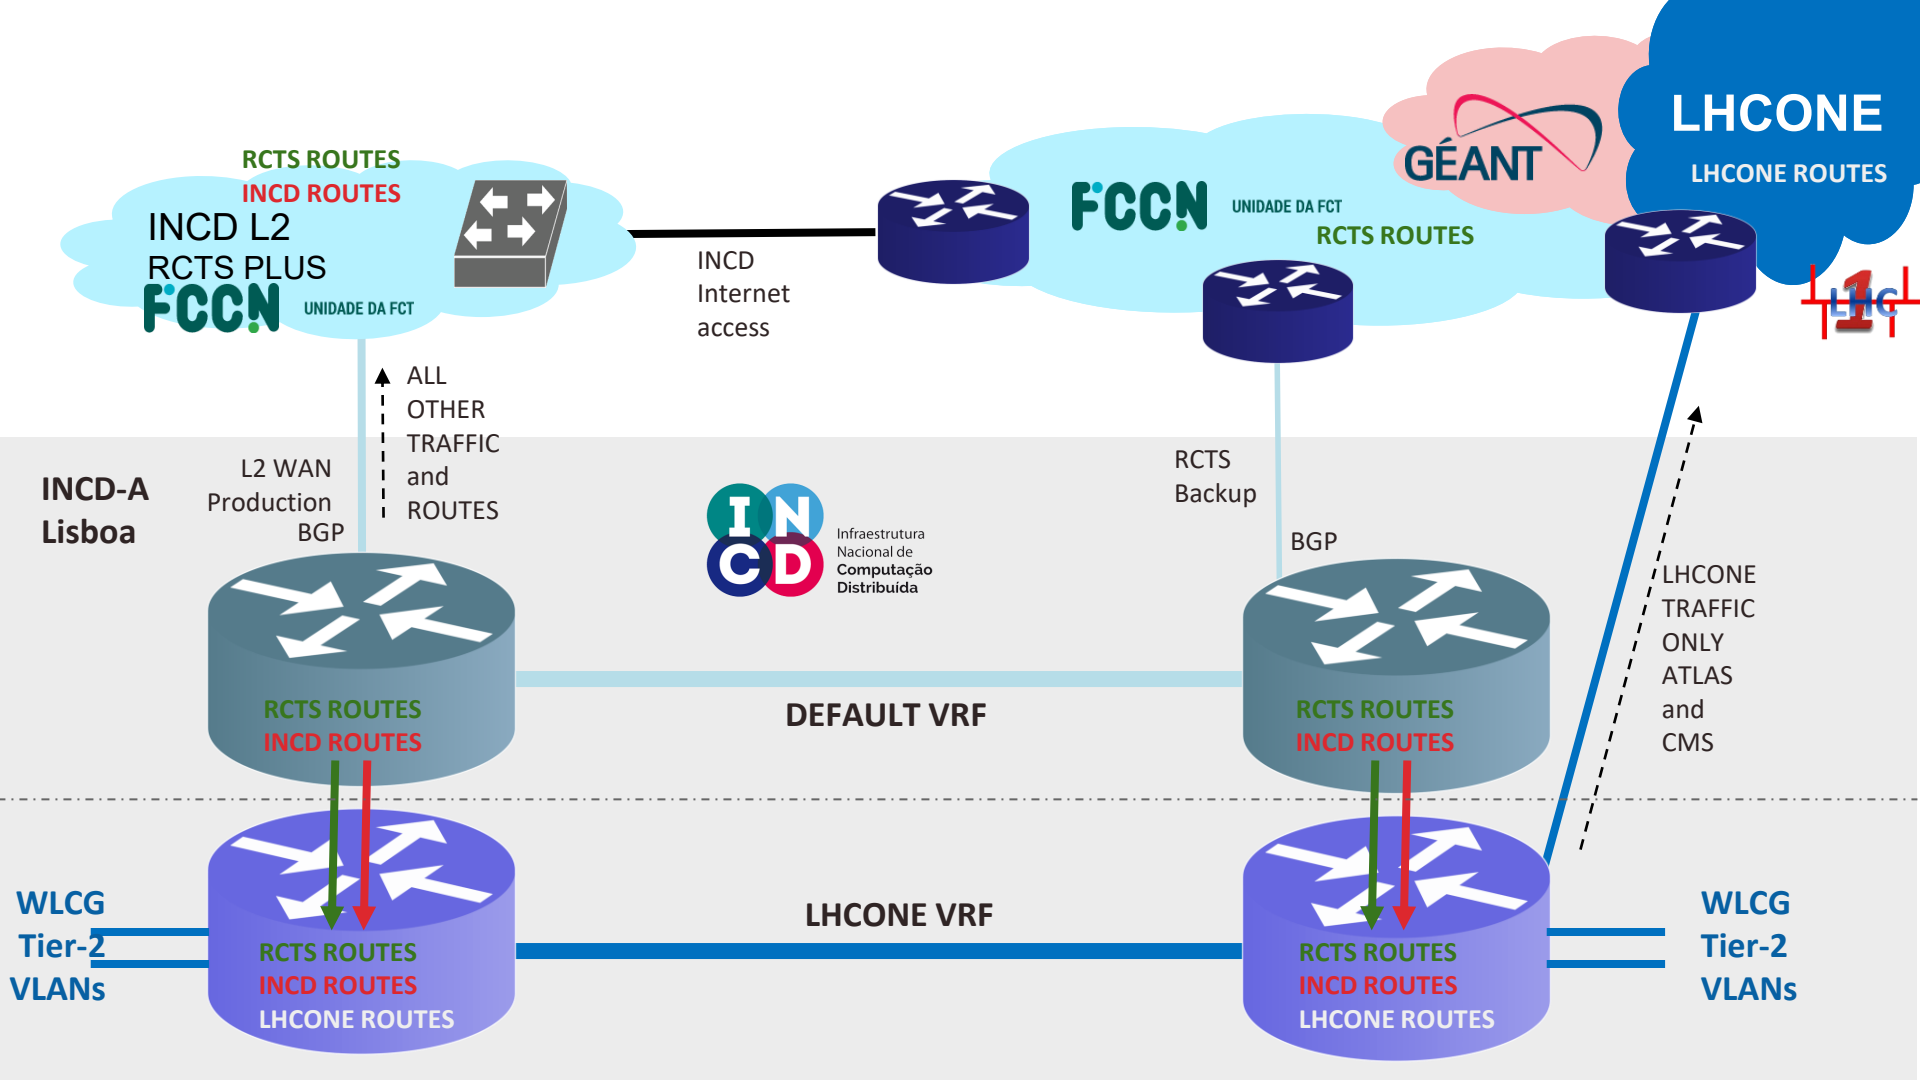 LHCONE
LHCONE ROUTES
GÉANT
RCTS ROUTES
INCD ROUTES
INCD L2
RCTS PLUS
FCCN UNIDADE DA FCT
INCD
Internet
access
FCCN UNIDADE DA FCT
RCTS ROUTES
LHC
1
ALL
OTHER
TRAFFIC
and
ROUTES
INCD-A
Lisboa
L2 WAN
Production
BGP
INCD
Infraestrutura
Nacional de
Computação
Distribuída
RCTS
Backup
BGP
LHCONE
TRAFFIC
ONLY
ATLAS
and
CMS
RCTS ROUTES
INCD ROUTES
DEFAULT VRF
RCTS ROUTES
INCD ROUTES
WLCG
Tier-2
VLANs
RCTS ROUTES
INCD ROUTES
LHCONE ROUTES
LHCONE VRF
RCTS ROUTES
INCD ROUTES
LHCONE ROUTES
WLCG
Tier-2
VLANs